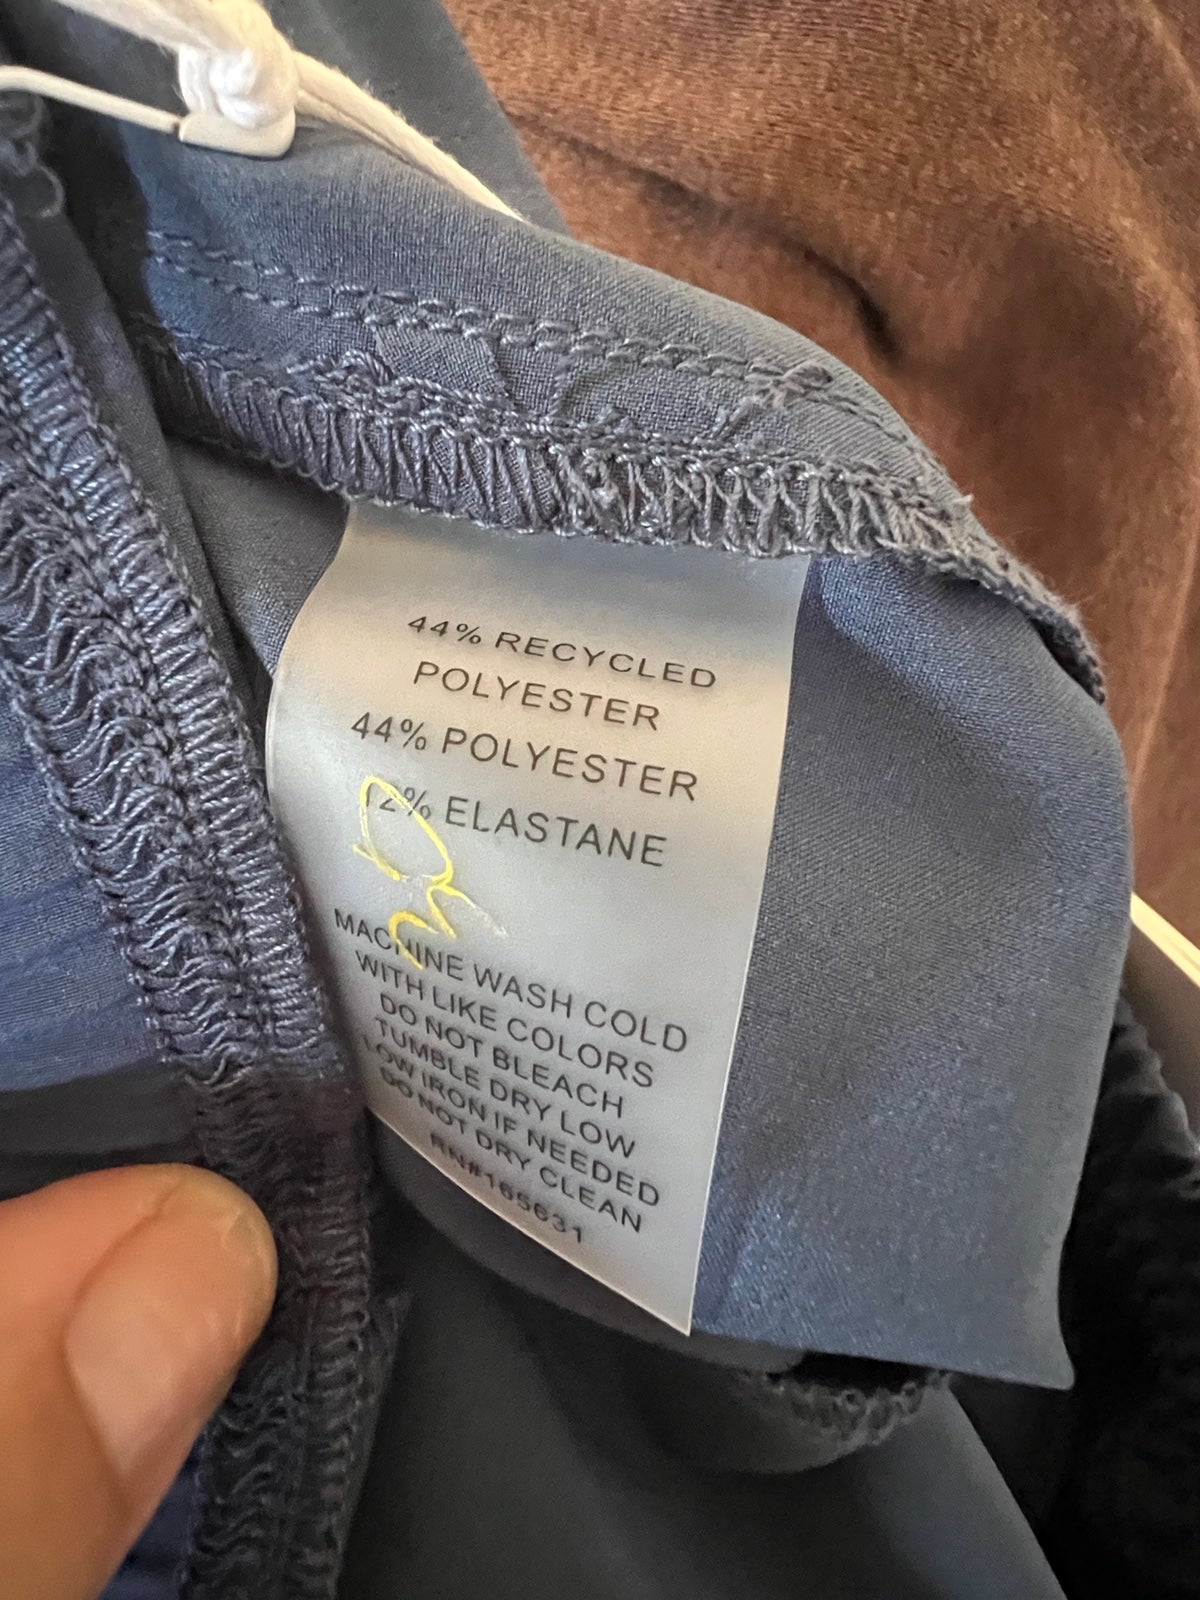 44% RECYCLED
POLYESTER
44% POLYESTER
12% ELASTANE
MACHINE WASH COLD
WITH LIKE COLORS
DO NOT BLEACH
TUMBLE DRY LOW
LOW IRON IF NEEDED
DO NOT DRY CLEAN
RN#165631